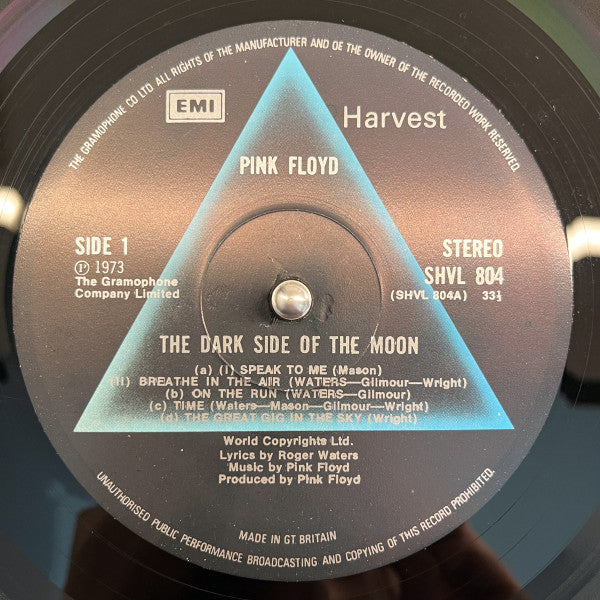 THE GRAMOPHONE CO LTD ALL RIGHTS OF THE MANUFACTURER AND OF THE OWNER OF THE RECORDED WORK RESERVED.
EMI
Harvest
PINK FLOYD
SIDE 1
℗ 1973
The Gramophone
Company Limited
STEREO
SHVL 804
(SHVL 804A) 33⅓
THE DARK SIDE OF THE MOON
(a) (i) SPEAK TO ME (Mason)
(ii) BREATHE IN THE AIR (WATERS—Gilmour—Wright)
(b) ON THE RUN (WATERS—Gilmour)
(c) TIME (Waters—Mason—Gilmour—Wright)
(d) THE GREAT GIG IN THE SKY (Wright)
World Copyrights Ltd.
Lyrics by Roger Waters
Music by Pink Floyd
Produced by Pink Floyd
MADE IN GT BRITAIN
UNAUTHORISED PUBLIC PERFORMANCE BROADCASTING AND COPYING OF THIS RECORD PROHIBITED.